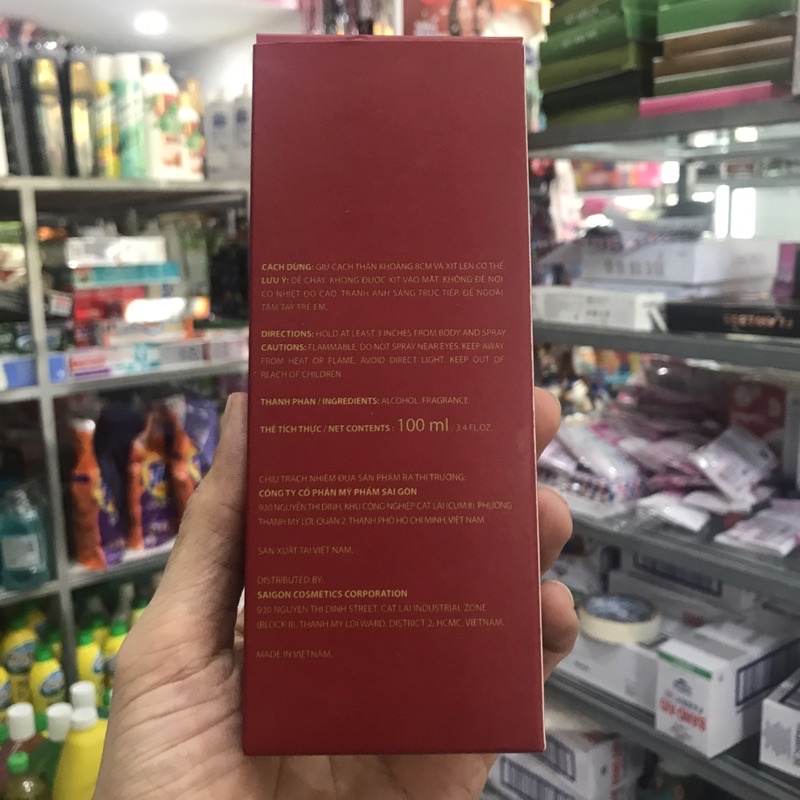 CÁCH DÙNG: GIỮ CÁCH THÂN KHOẢNG 8CM VÀ XỊT LÊN CƠ THỂ.
LƯU Ý: DỄ CHÁY. KHÔNG ĐƯỢC XỊT VÀO MẮT. KHÔNG ĐỂ NƠI
CÓ NHIỆT ĐỘ CAO. TRÁNH ÁNH SÁNG TRỰC TIẾP. ĐỂ NGOÀI
TẦM TAY TRẺ EM.
DIRECTIONS: HOLD AT LEAST 3 INCHES FROM BODY AND SPRAY.
CAUTIONS: FLAMMABLE. DO NOT SPRAY NEAR EYES. KEEP AWAY
FROM HEAT OR FLAME. AVOID DIRECT LIGHT. KEEP OUT OF
REACH OF CHILDREN.
THÀNH PHẦN / INGREDIENTS: ALCOHOL, FRAGRANCE.
THỂ TÍCH THỰC / NET CONTENTS : 100 ml / 3.4 FL.OZ.
CHỊU TRÁCH NHIỆM ĐƯA SẢN PHẨM RA THỊ TRƯỜNG:
CÔNG TY CỔ PHẦN MỸ PHẨM SÀI GÒN
930 NGUYỄN THỊ ĐỊNH, KHU CÔNG NGHIỆP CÁT LÁI (CỤM II), PHƯỜNG
THẠNH MỸ LỢI, QUẬN 2, THÀNH PHỐ HỒ CHÍ MINH, VIỆT NAM.
SẢN XUẤT TẠI VIỆT NAM.
DISTRIBUTED BY:
SAIGON COSMETICS CORPORATION
930 NGUYEN THI DINH STREET, CAT LAI INDUSTRIAL ZONE
(BLOCK II), THANH MY LOI WARD, DISTRICT 2, HCMC, VIETNAM.
MADE IN VIETNAM.